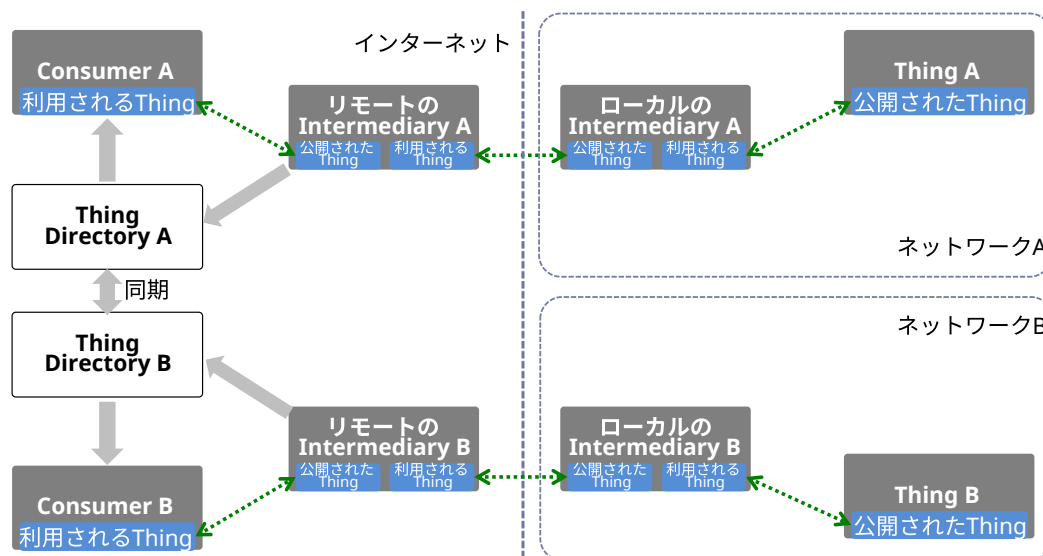 インターネット
Consumer A
利用されるThing
リモートの
Intermediary A
公開された
Thing
利用される
Thing
ローカルの
Intermediary A
公開された
Thing
利用される
Thing
Thing A
公開されたThing
Thing
Directory A
ネットワークA
同期
Thing
Directory B
ネットワークB
リモートの
Intermediary B
公開された
Thing
利用される
Thing
ローカルの
Intermediary B
公開された
Thing
利用される
Thing
Consumer B
利用されるThing
Thing B
公開されたThing